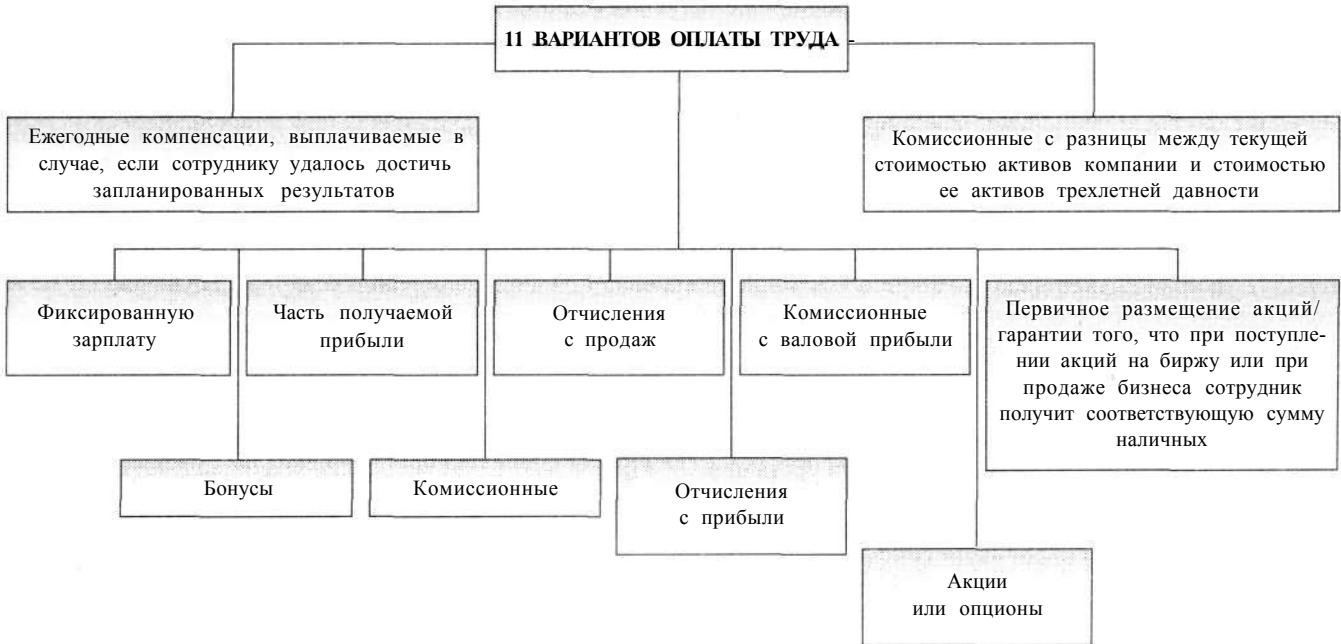 11 ВАРИАНТОВ ОПЛАТЫ ТРУДА
Ежегодные компенсации, выплачиваемые в
случае, если сотруднику удалось достичь
запланированных результатов
Комиссионные с разницы между текущей
стоимостью активов компании и стоимостью
ее активов трехлетней давности
Фиксированную
зарплату
Часть получаемой
прибыли
Отчисления
с продаж
Комиссионные
с валовой прибыли
Первичное размещение акций/
гарантии того, что при поступле-
нии акций на биржу или при
продаже бизнеса сотрудник
получит соответствующую сумму
наличных
Бонусы
Комиссионные
Отчисления
с прибыли
Акции
или опционы